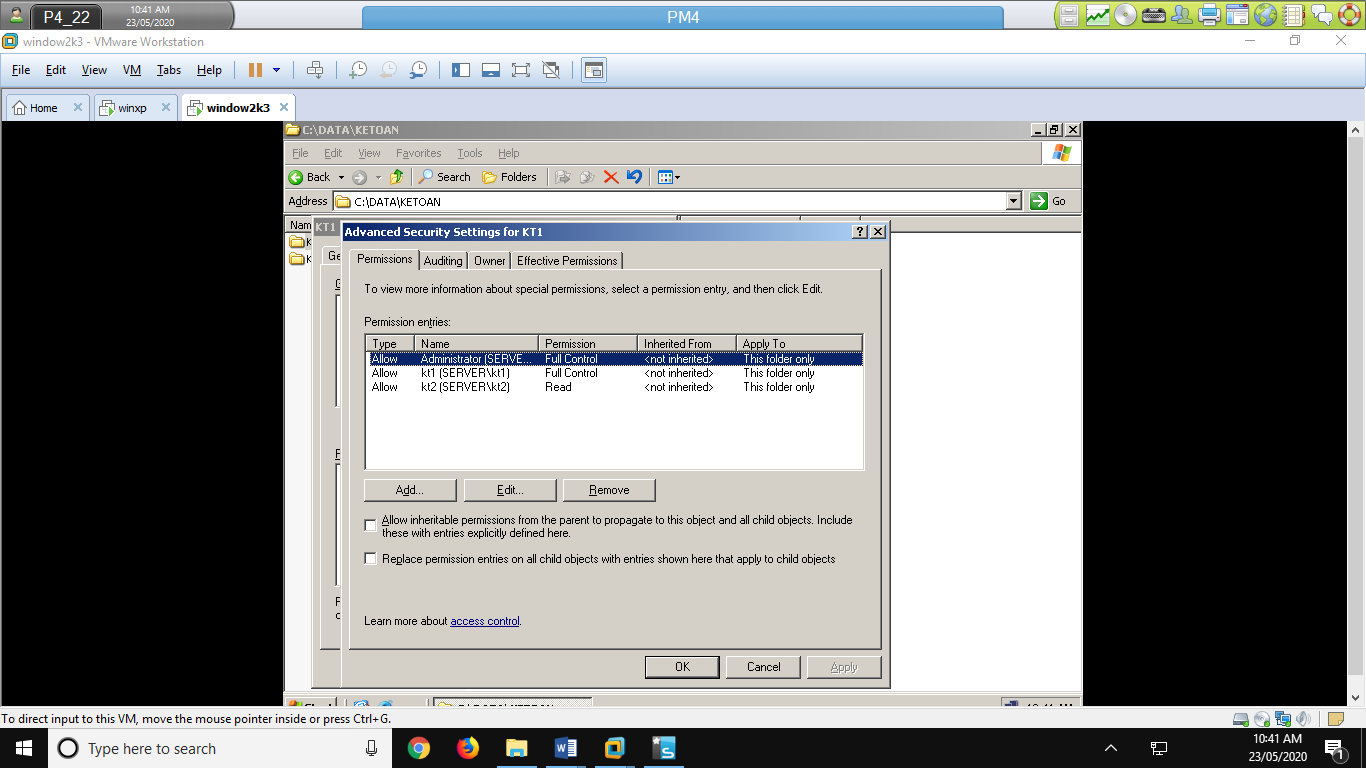 P4_22
10:41 AM
23/05/2020
PM4
window2k3 - VMware Workstation
File Edit View VM Tabs Help
Home winxp window2k3
C:\DATA\KETOAN
File Edit View Favorites Tools Help
Back Search Folders
Address C:\DATA\KETOAN Go
KT1
Advanced Security Settings for KT1
Permissions Auditing Owner Effective Permissions
To view more information about special permissions, select a permission entry, and then click Edit.
Permission entries:
Type Name Permission Inherited From Apply To
Allow Administrator (SERVE... Full Control <not inherited> This folder only
Allow kt1 (SERVER\kt1) Full Control <not inherited> This folder only
Allow kt2 (SERVER\kt2) Read <not inherited> This folder only
Add... Edit... Remove
Allow inheritable permissions from the parent to propagate to this object and all child objects. Include
these with entries explicitly defined here.
Replace permission entries on all child objects with entries shown here that apply to child objects
Learn more about access control.
OK Cancel Apply
To direct input to this VM, move the mouse pointer inside or press Ctrl+G.
Type here to search
10:41 AM
23/05/2020
1